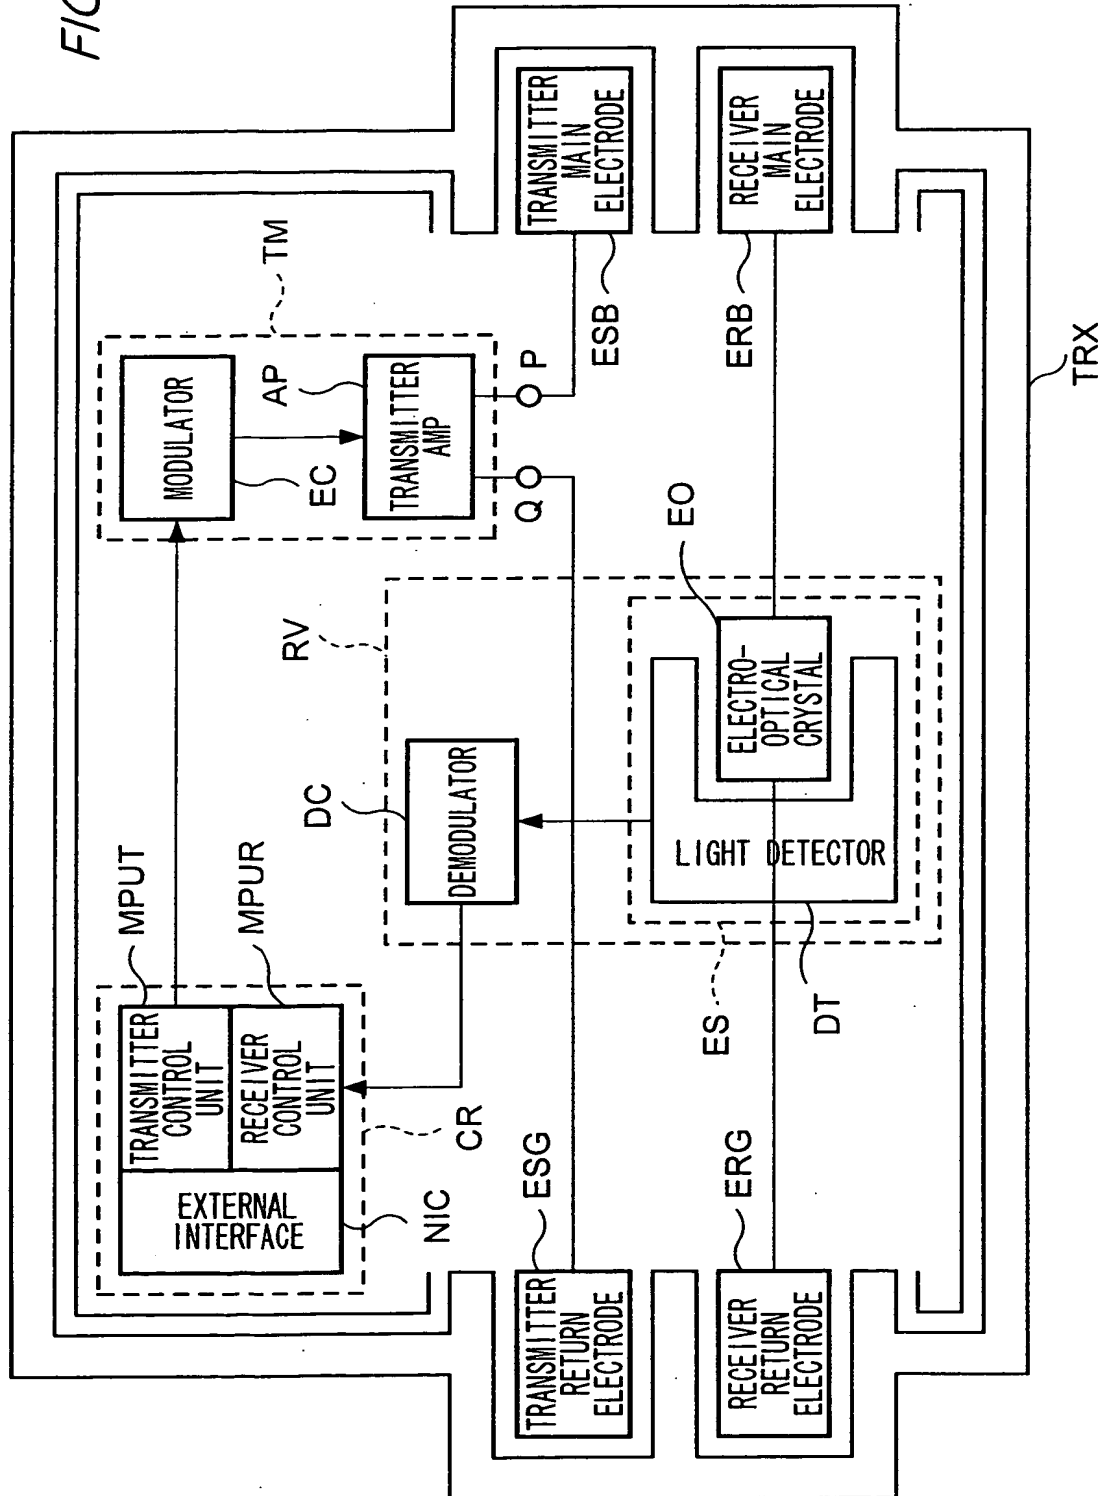 FIG
TRANSMITTER
CONTROL
UNIT
RECEIVER
CONTROL
UNIT
EXTERNAL
INTERFACE
MPUT
MPUR
NIC
CR
MODULATOR
EC
AP
TRANSMITTER
AMP
TM
Q
P
RV
DC
DEMODULATOR
TRANSMITTER
RETURN
ELECTRODE
ESG
TRANSMITTER
MAIN
ELECTRODE
ESB
RECEIVER
RETURN
ELECTRODE
ERG
ES
DT
LIGHT DETECTOR
ELECTRO-
OPTICAL
CRYSTAL
EO
RECEIVER
MAIN
ELECTRODE
ERB
TRX